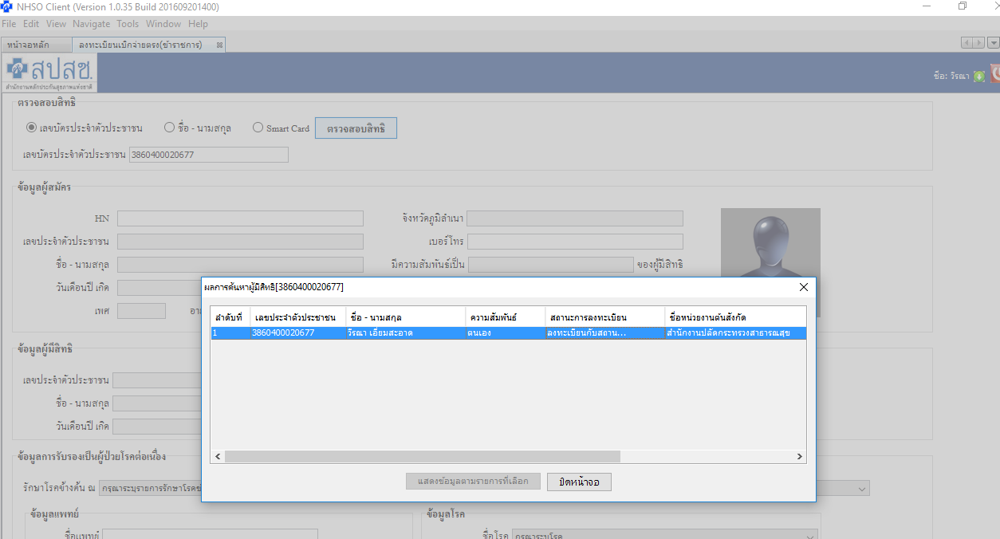 NHSO Client (Version 1.0.35 Build 201609201400)
File Edit View Navigate Tools Window Help
หน้าจอหลัก ลงทะเบียนเบิกจ่ายตรง(ข้าราชการ)
สปสช.
สำนักงานหลักประกันสุขภาพแห่งชาติ
ชื่อ: วีรณา
ตรวจสอบสิทธิ
เลขบัตรประจำตัวประชาชน ชื่อ - นามสกุล Smart Card ตรวจสอบสิทธิ
เลขบัตรประจำตัวประชาชน 3860400020677
ข้อมูลผู้สมัคร
HN จังหวัดภูมิลำเนา
เลขประจำตัวประชาชน เบอร์โทร
ชื่อ - นามสกุล มีความสัมพันธ์เป็น ของผู้มีสิทธิ
วันเดือนปี เกิด
เพศ
ผลการค้นหาผู้มีสิทธิ[3860400020677]
ลำดับที่ เลขประจำตัวประชาชน ชื่อ - นามสกุล ความสัมพันธ์ สถานะการลงทะเบียน ชื่อหน่วยงานต้นสังกัด
1 3860400020677 วีรณา เอี่ยมสะอาด ตนเอง ลงทะเบียนกับสถาน... สำนักงานปลัดกระทรวงสาธารณสุข
แสดงข้อมูลตามรายการที่เลือก ปิดหน้าจอ
ข้อมูลผู้มีสิทธิ
เลขประจำตัวประชาชน
ชื่อ - นามสกุล
วันเดือนปี เกิด
ข้อมูลการรับรองเป็นผู้ป่วยโรคต่อเนื่อง
รักษาโรคข้างต้น ณ กรุณาระบุรายการรักษาโรค
ข้อมูลแพทย์ ข้อมูลโรค
ชื่อแพทย์ ชื่อโรค กรุณาระบุโรค